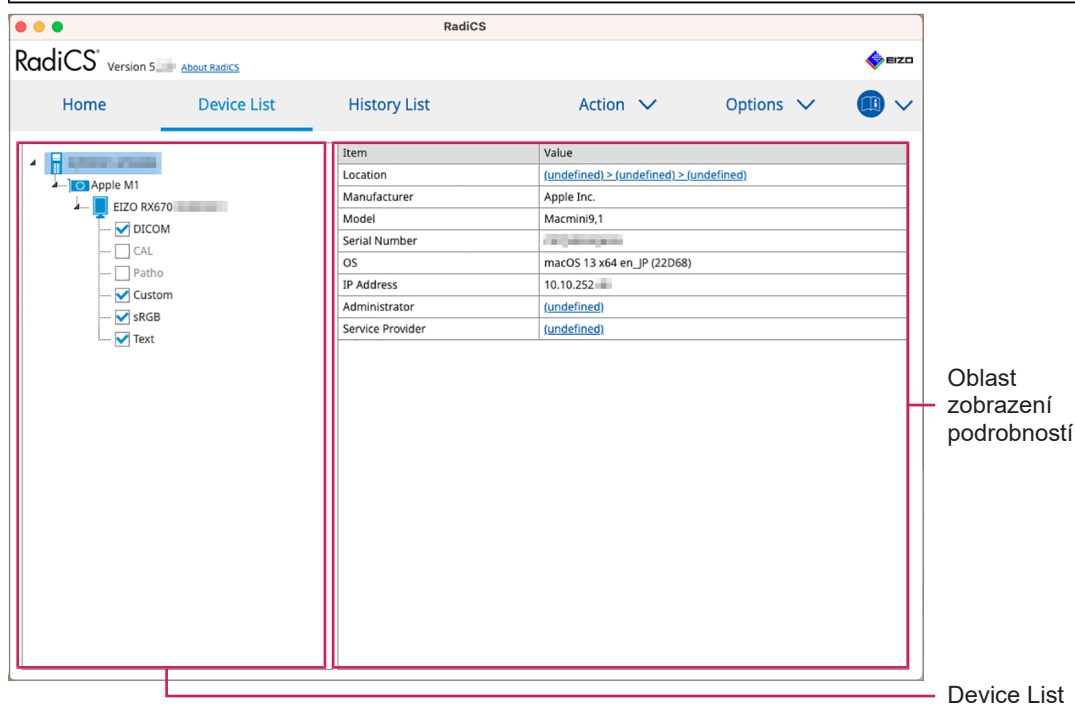 RadiCS
RadiCS® Version 5 About RadiCS
EIZO
Home Device List History List Action Options
Apple M1
EIZO RX670
DICOM
CAL
Patho
Custom
sRGB
Text
Item Value
Location (undefined) > (undefined) > (undefined)
Manufacturer Apple Inc.
Model Macmini9,1
Serial Number
OS macOS 13 x64 en_JP (22D68)
IP Address 10.10.252
Administrator (undefined)
Service Provider (undefined)
Oblast
zobrazení
podrobností
Device List